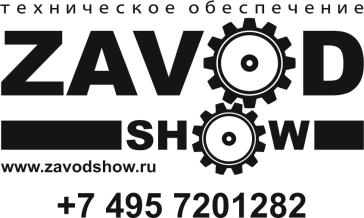 техническое обеспечение
ZAVOD
SHOW
www.zavodshow.ru
+7 495 7201282